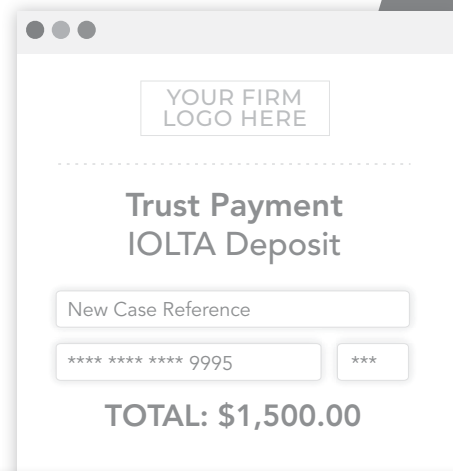 YOUR FIRM
LOGO HERE
Trust Payment
IOLTA Deposit
New Case Reference
**** **** **** 9995 ***
TOTAL: $1,500.00